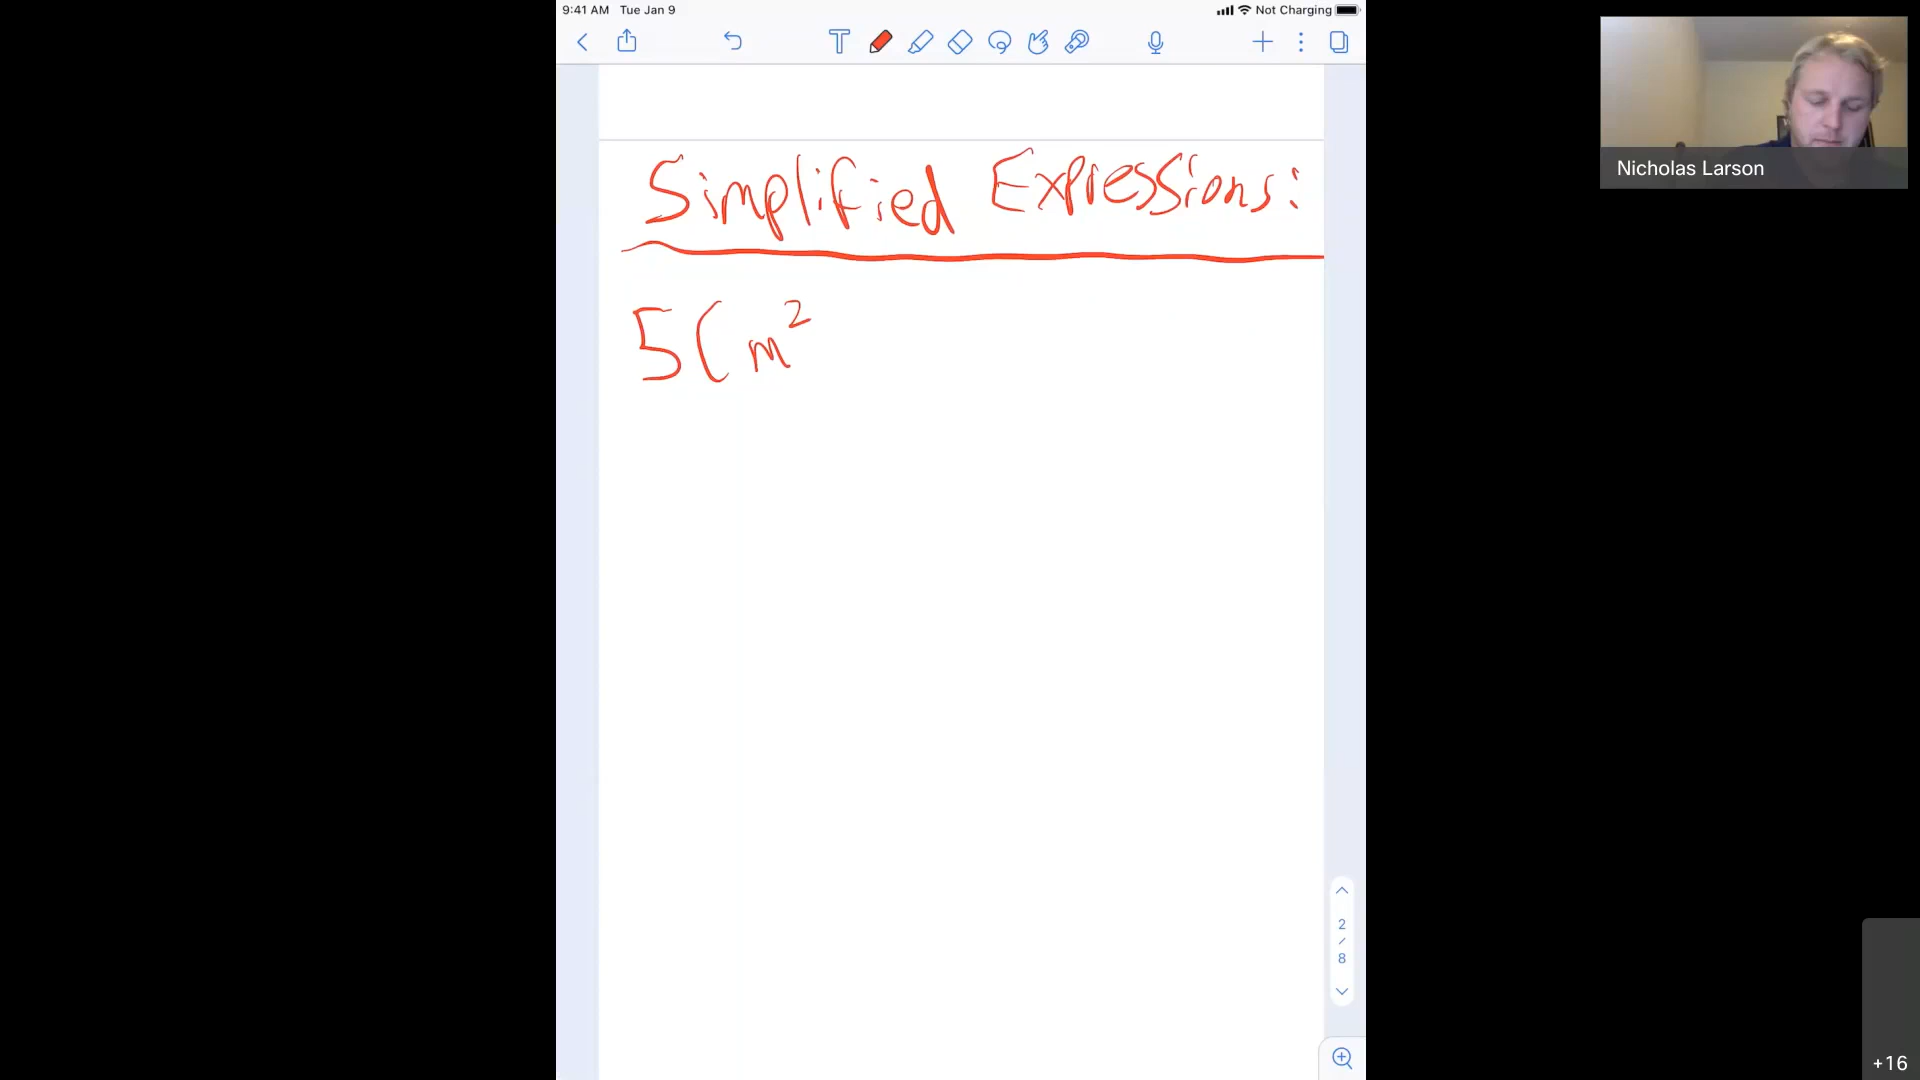 9:41 AM Tue Jan 9 Not Charging
Simplified Expressions:
5(m²
Nicholas Larson
2
/
8
+16